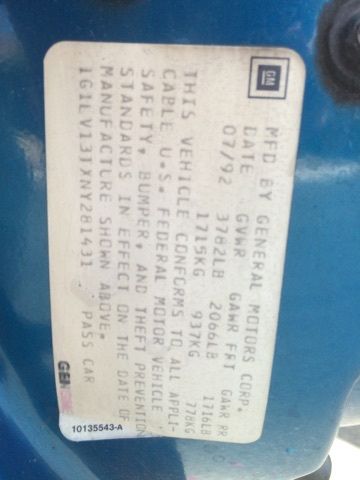 GM
MFD BY GENERAL MOTORS CORP.
DATE GVWR GAWR FRT GAWR RR
07/92 3782LB 2066LB 1716LB
1715KG 937KG 778KG
THIS VEHICLE CONFORMS TO ALL APPLI-
CABLE U.S. FEDERAL MOTOR VEHICLE
SAFETY, BUMPER, AND THEFT PREVENTION
STANDARDS IN EFFECT ON THE DATE OF
MANUFACTURE SHOWN ABOVE.
1G1LV13TXNY281431 PASS CAR
10135543-A